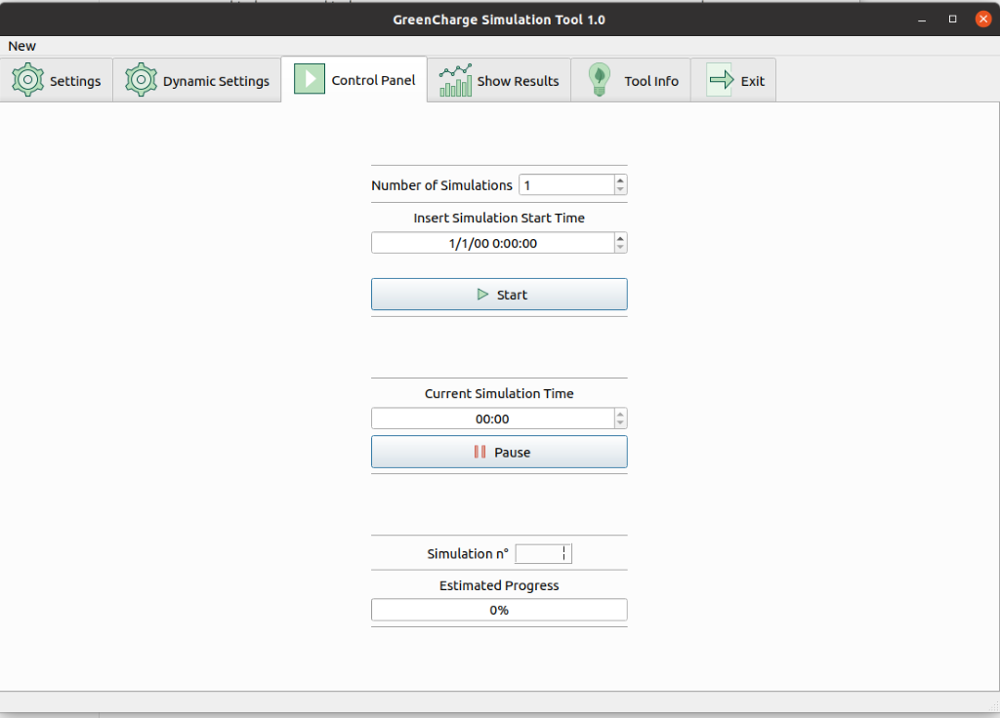 GreenCharge Simulation Tool 1.0
New
Settings
Dynamic Settings
Control Panel
Show Results
Tool Info
Exit
Number of Simulations 1
Insert Simulation Start Time
1/1/00 0:00:00
Start
Current Simulation Time
00:00
Pause
Simulation n°
Estimated Progress
0%